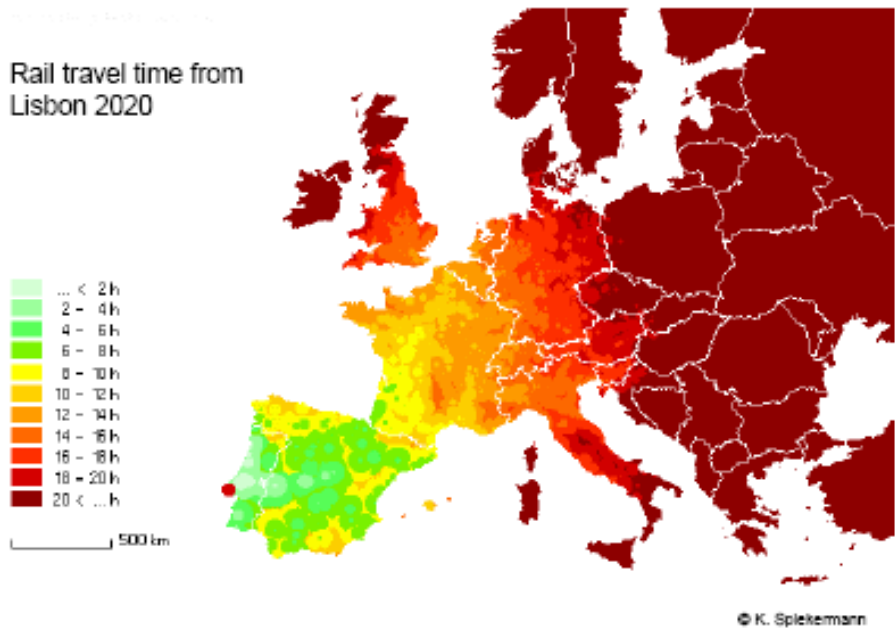 Rail travel time from
Lisbon 2020
... < 2 h
2 - 4 h
4 - 6 h
6 - 8 h
8 - 10 h
10 - 12 h
12 - 14 h
14 - 16 h
16 - 18 h
18 - 20 h
20 < ... h
500 km
© K. Spiekermann